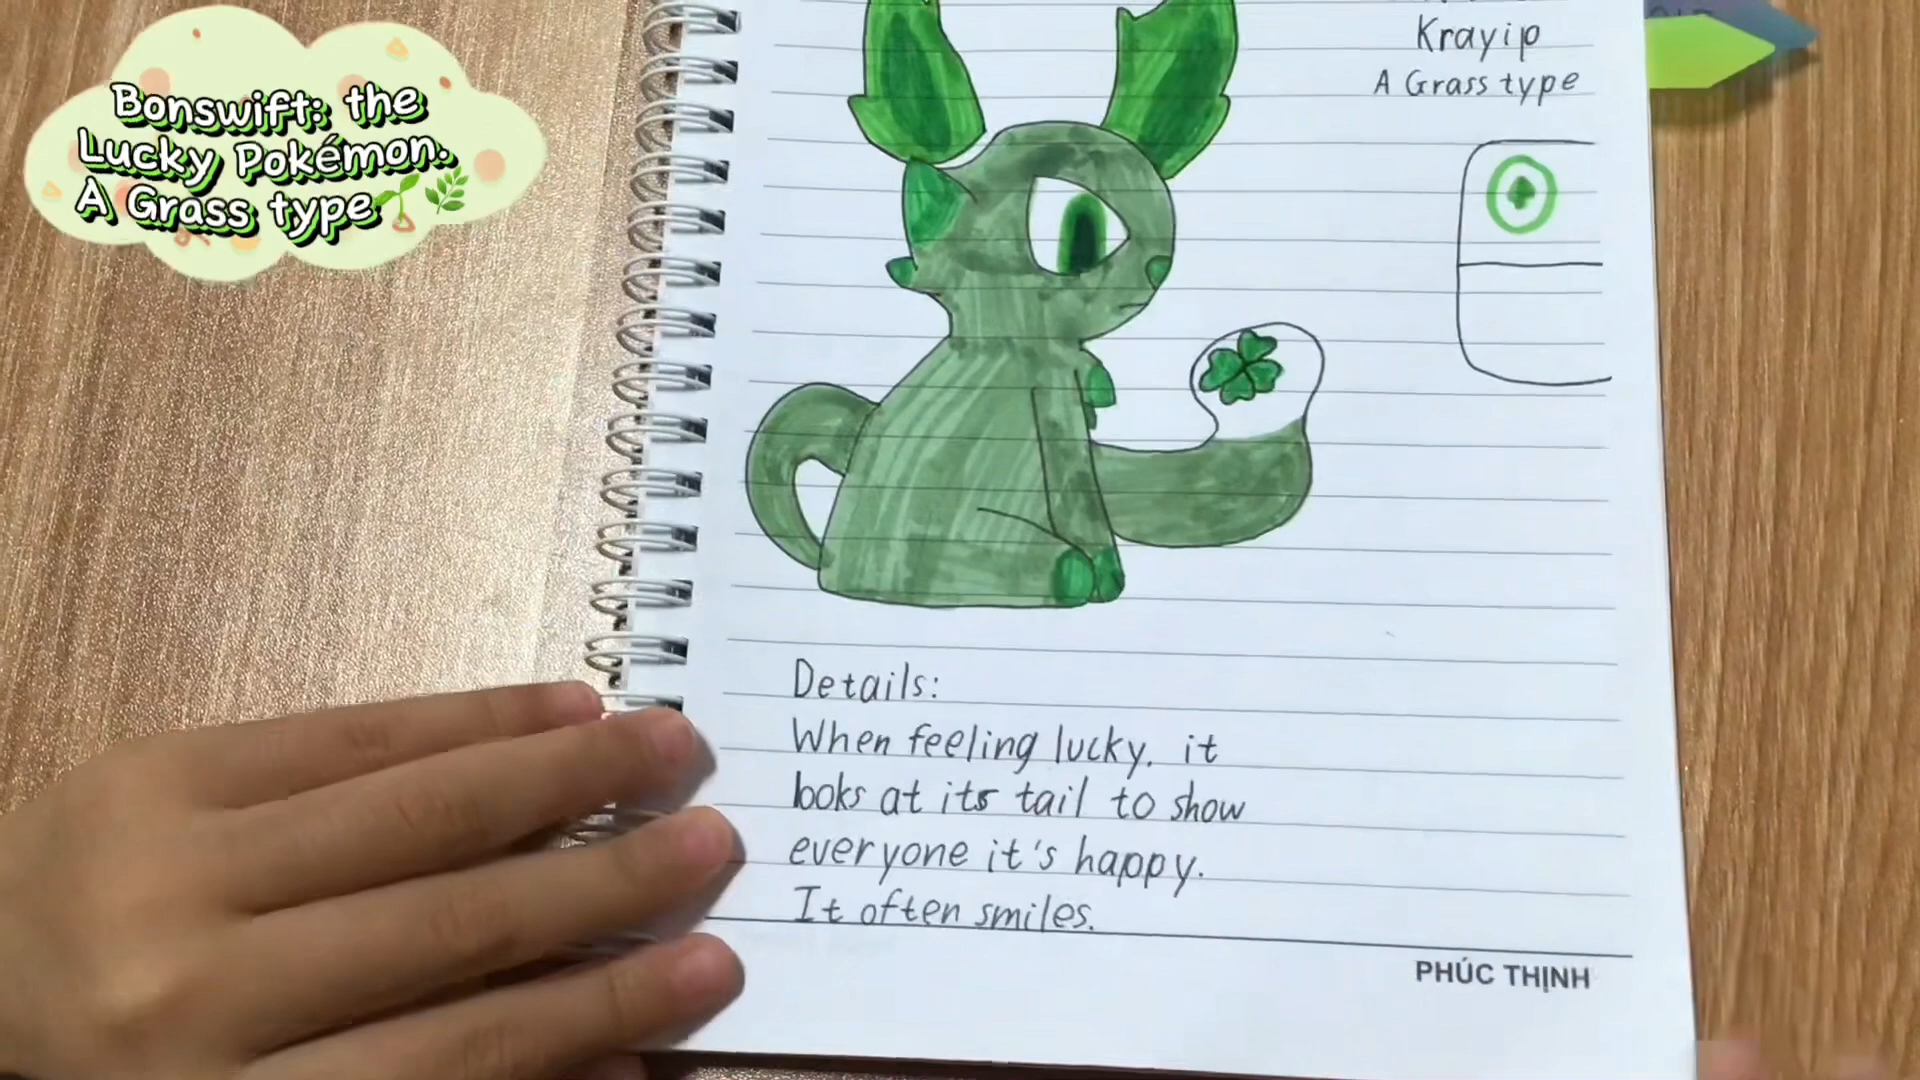 Bonswift: the
Lucky Pokémon.
A Grass type
Krayip
A Grass type
Details:
When feeling lucky. it
looks at its tail to show
everyone it's happy.
It often smiles.
PHÚC THỊNH